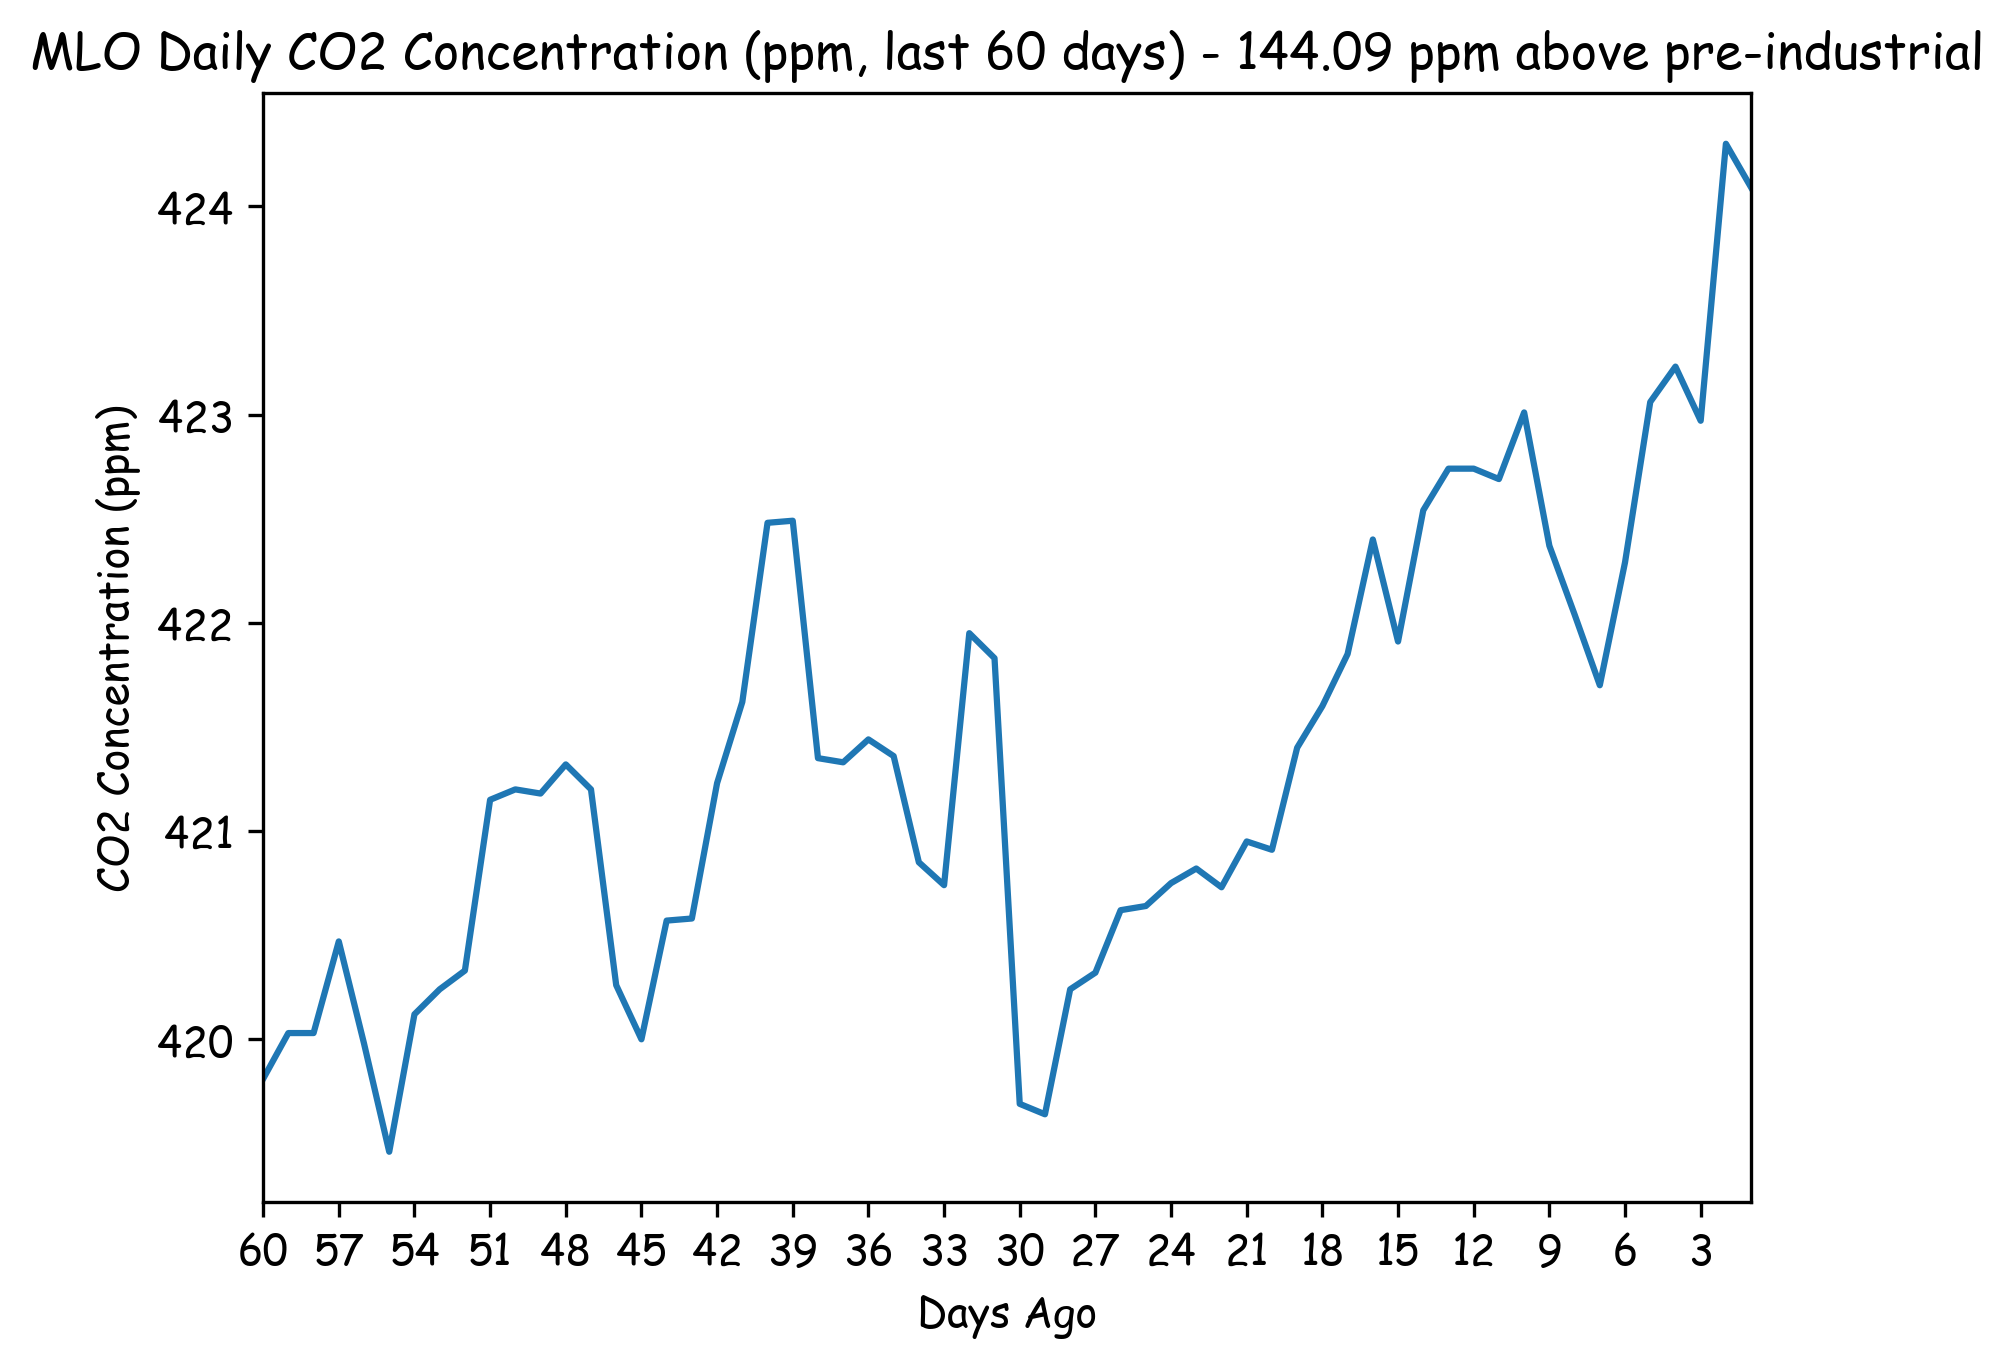 MLO Daily CO2 Concentration (ppm, last 60 days) - 144.09 ppm above pre-industrial
CO2 Concentration (ppm)
424
423
422
421
420
60 57 54 51 48 45 42 39 36 33 30 27 24 21 18 15 12 9 6 3
Days Ago